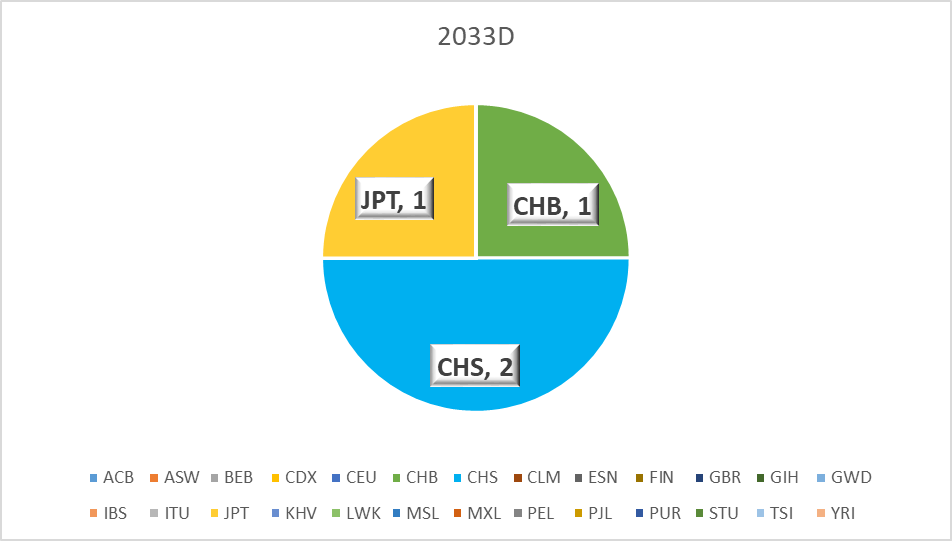 2033D
JPT, 1
CHB, 1
CHS, 2
ACB ASW BEB CDX CEU CHB CHS CLM ESN FIN GBR GIH GWD
IBS ITU JPT KHV LWK MSL MXL PEL PJL PUR STU TSI YRI